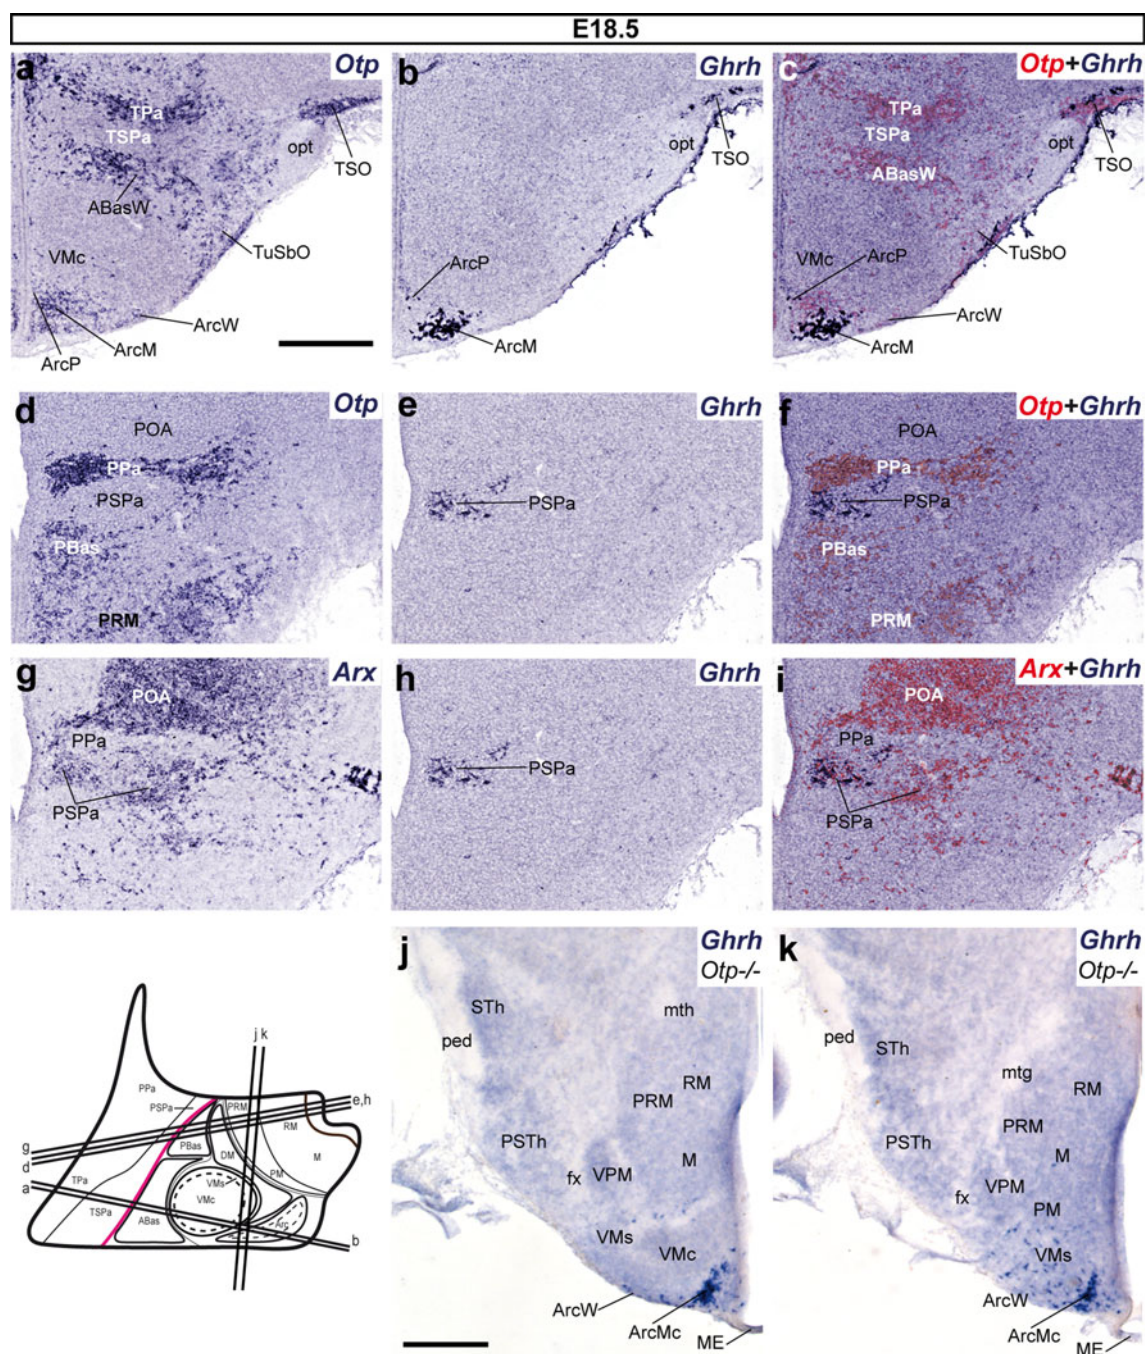 E18.5
a
Otp
TPa
TSPa
opt
TSO
ABasW
TuSbO
VMc
ArcW
ArcM
ArcP
b
Ghrh
opt
TSO
ArcP
ArcM
c
Otp+Ghrh
TPa
TSPa
opt
TSO
ABasW
TuSbO
VMc
ArcP
ArcW
ArcM
d
Otp
POA
PPa
PSPa
PBas
PRM
e
Ghrh
PSPa
f
Otp+Ghrh
POA
PPa
PSPa
PBas
PRM
g
Arx
POA
PPa
PSPa
h
Ghrh
PSPa
i
Arx+Ghrh
POA
PPa
PSPa
j k
PPa
PSPa
PRM
e,h
RM
g
PBas
DM
M
d
PM
TPa
VMs
a
VMc
TSPa
ABas
Arc
b
j
Ghrh
Otp-/-
STh
mth
ped
RM
PRM
PSTh
M
fx
VPM
VMs
VMc
ArcW
ArcMc
ME
k
Ghrh
Otp-/-
ped
STh
mtg
RM
PRM
PSTh
M
VPM
fx
PM
VMs
ArcW
ArcMc
ME